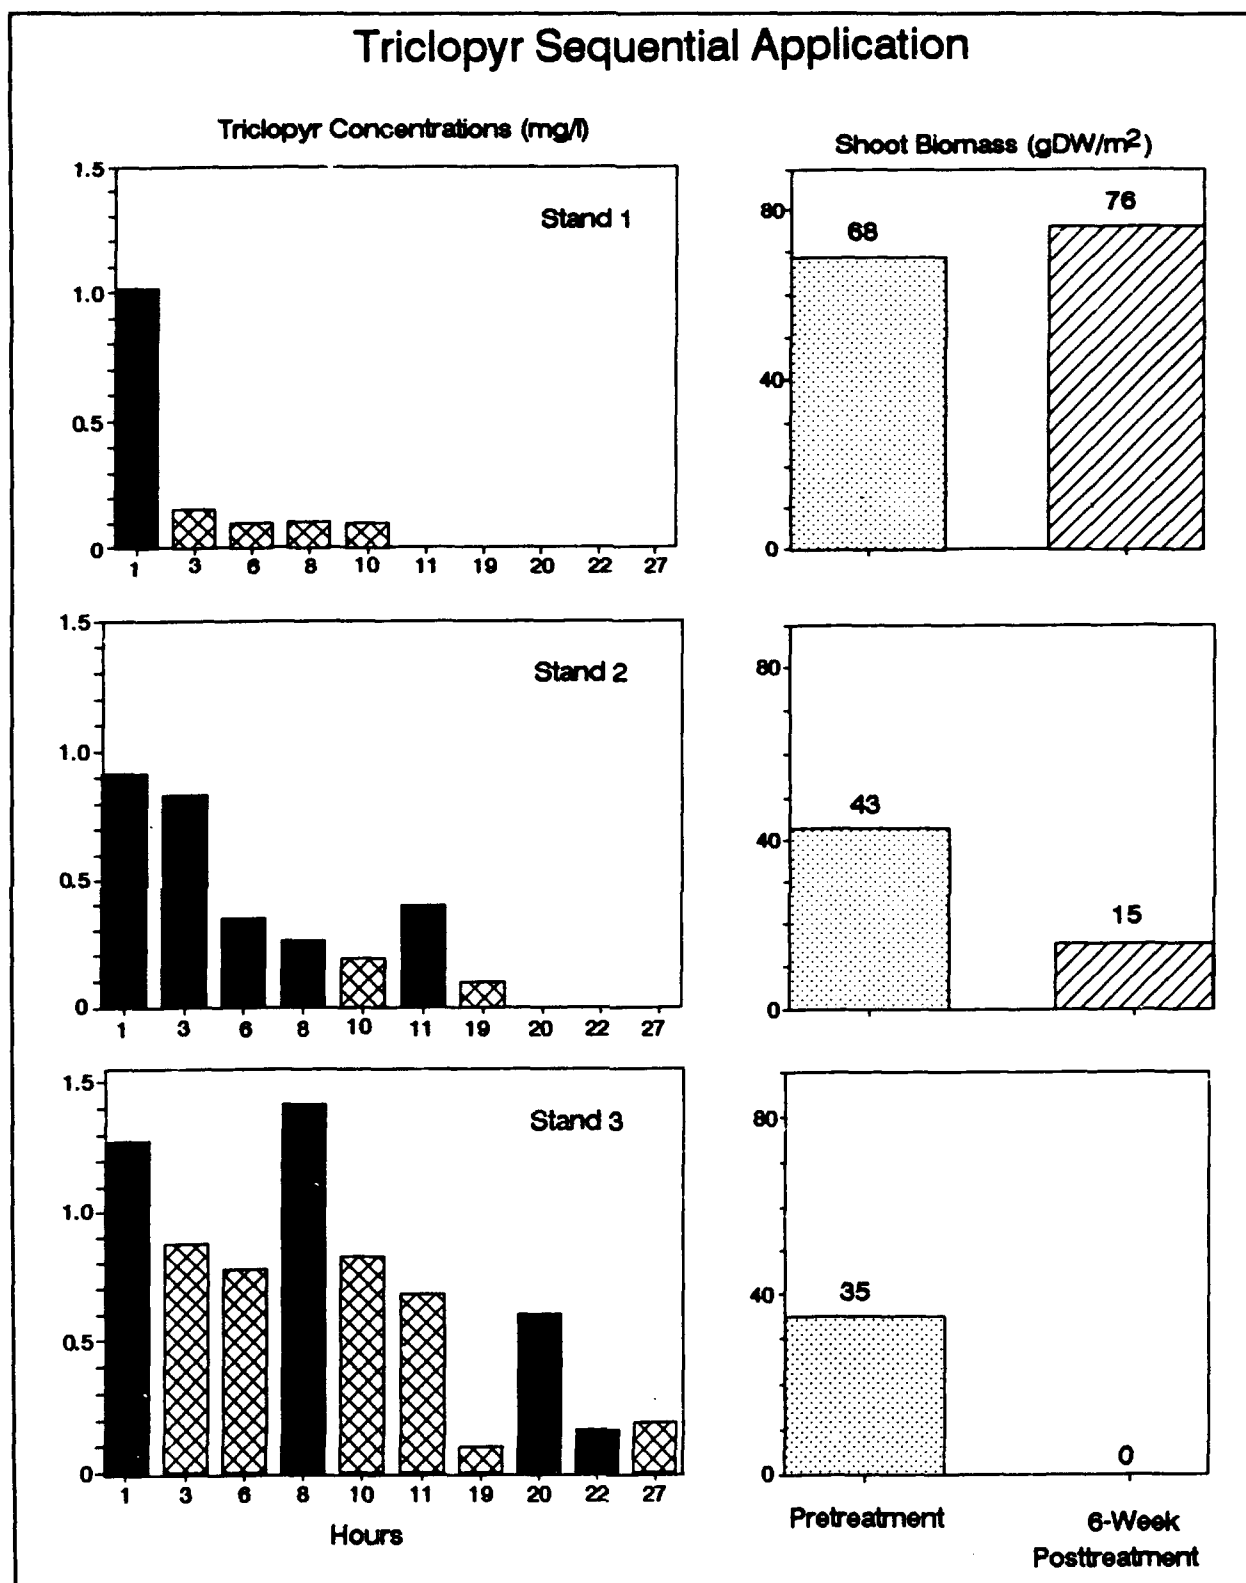 Triclopyr Sequential Application
Triclopyr Concentrations (mg/l)
1.5
1.0
0.5
0
Stand 1
1 3 6 8 10 11 19 20 22 27
Shoot Biomass (gDW/m²)
80
40
0
68
76
1.5
1.0
0.5
0
Stand 2
1 3 6 8 10 11 19 20 22 27
80
40
0
43
15
1.5
1.0
0.5
0
Stand 3
1 3 6 8 10 11 19 20 22 27
Hours
80
40
0
35
0
Pretreatment
6-Week
Posttreatment